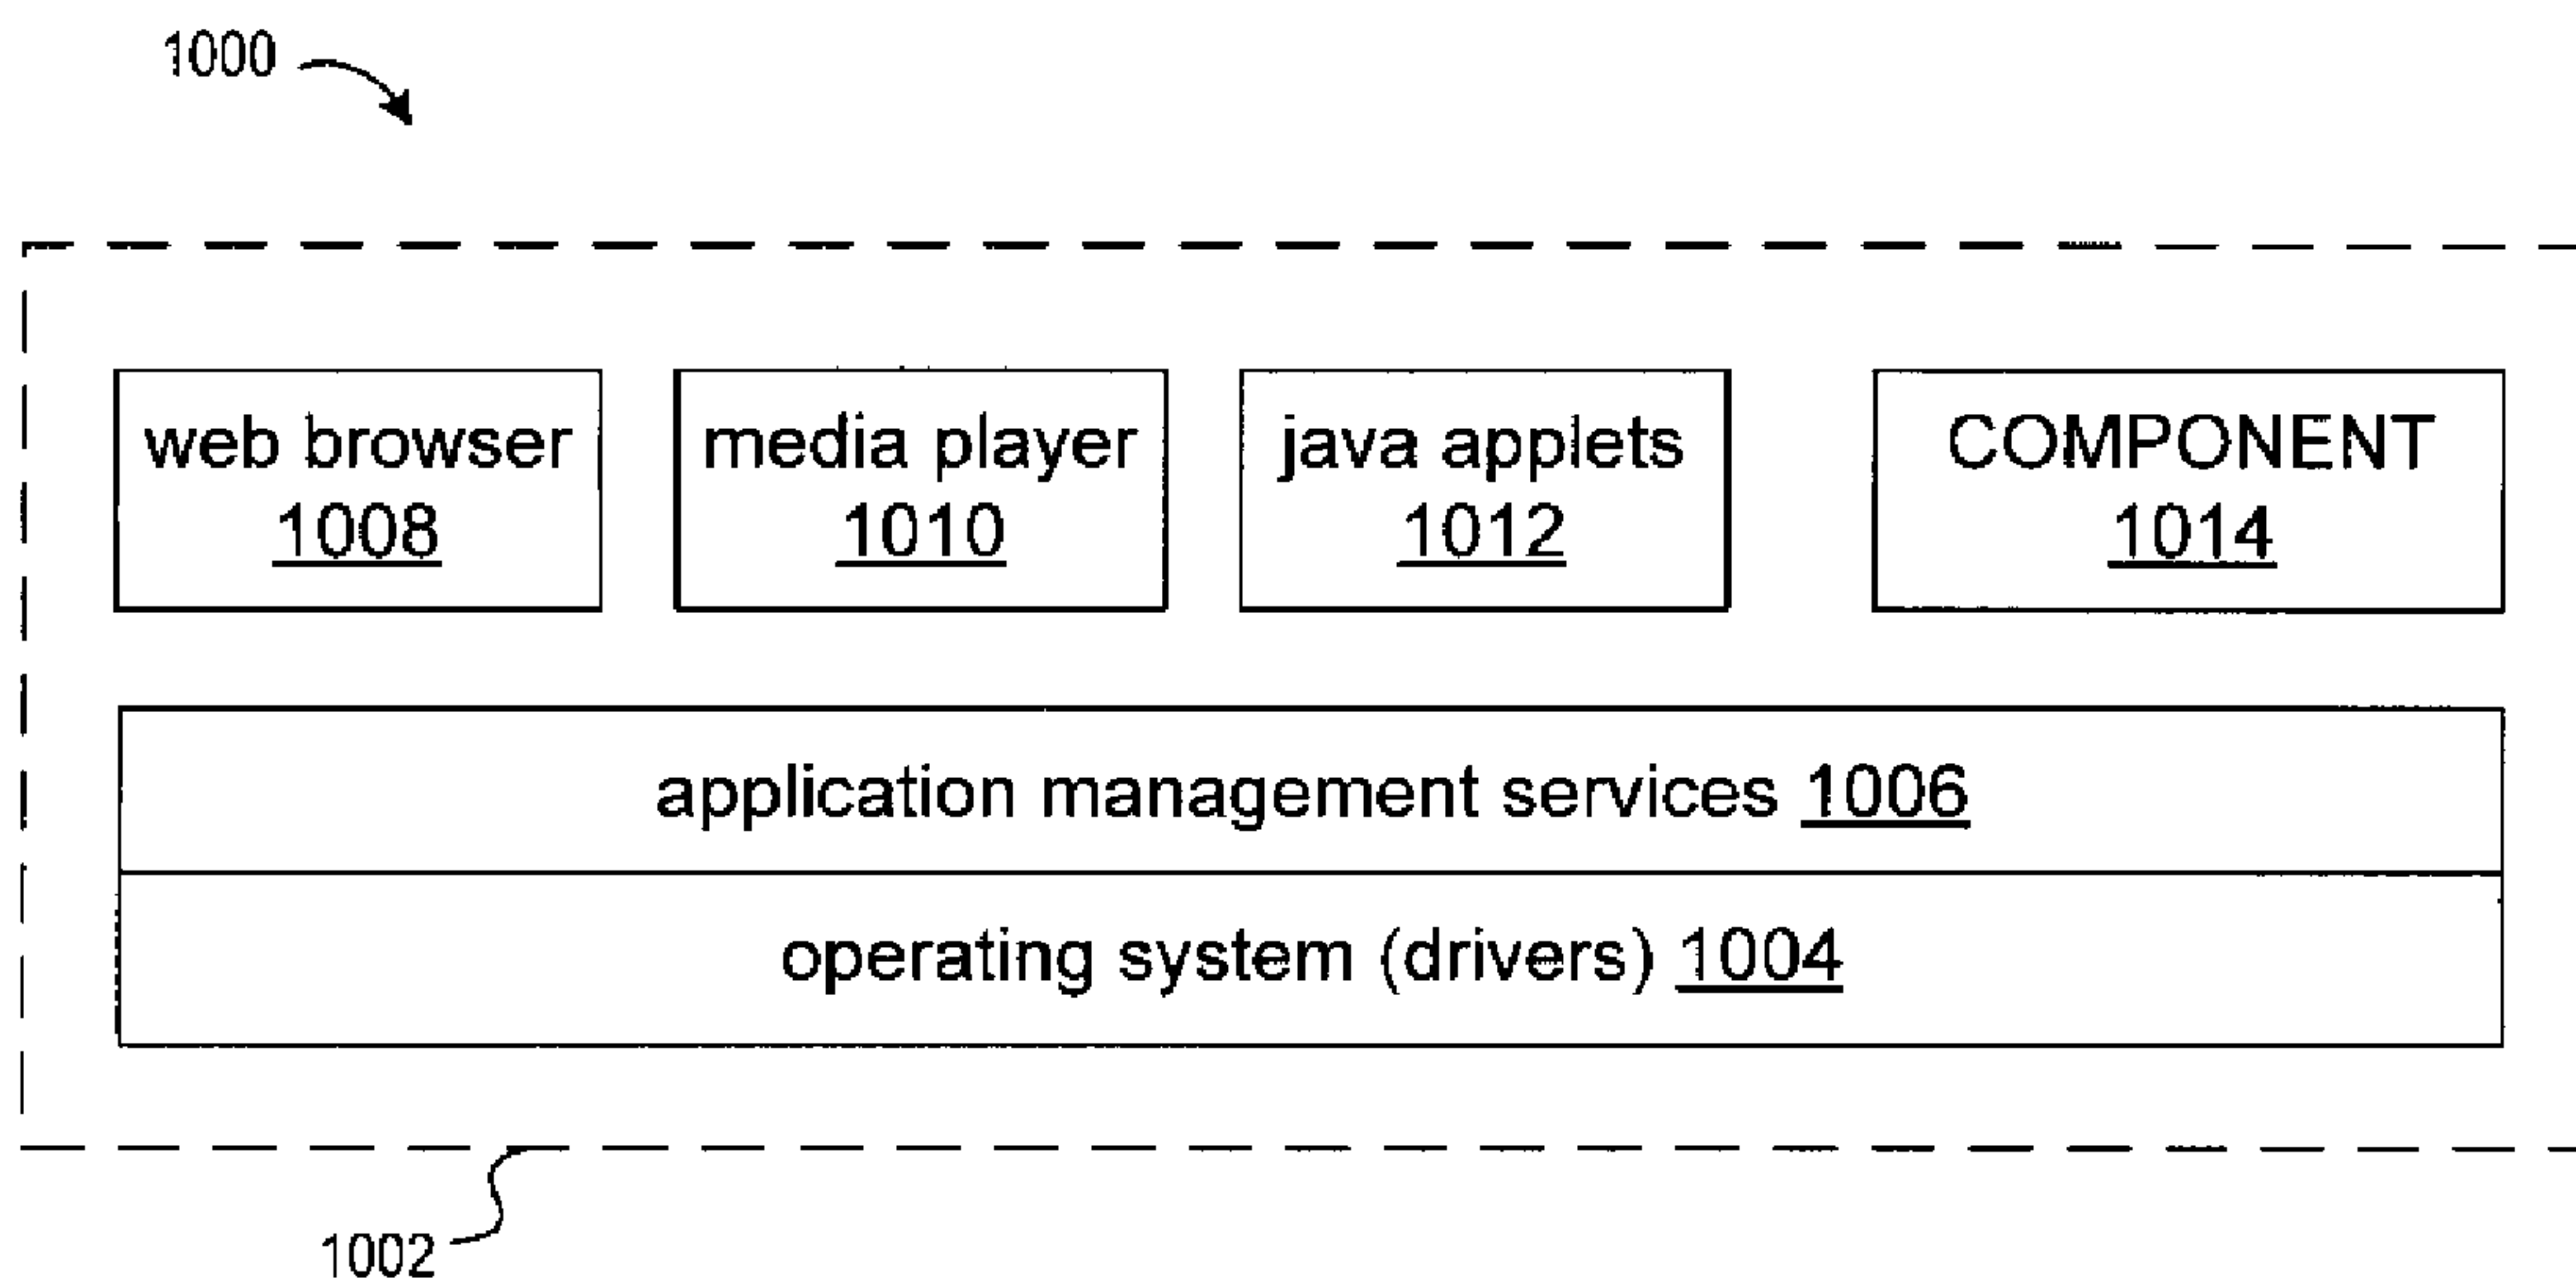 1000
web browser
1008
media player
1010
java applets
1012
COMPONENT
1014
application management services 1006
operating system (drivers) 1004
1002